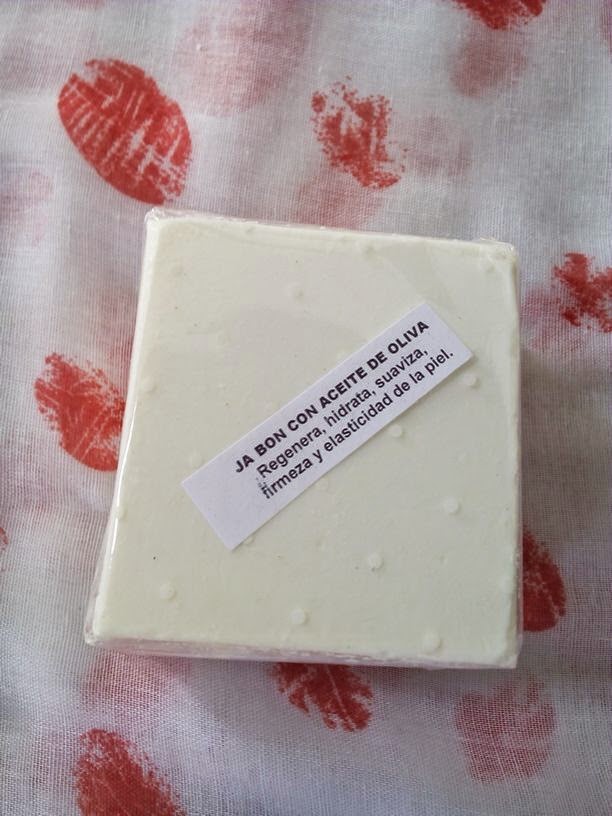 JA BON CON ACEITE DE OLIVA
Regenera, hidrata, suaviza,
firmeza y elasticidad de la piel.